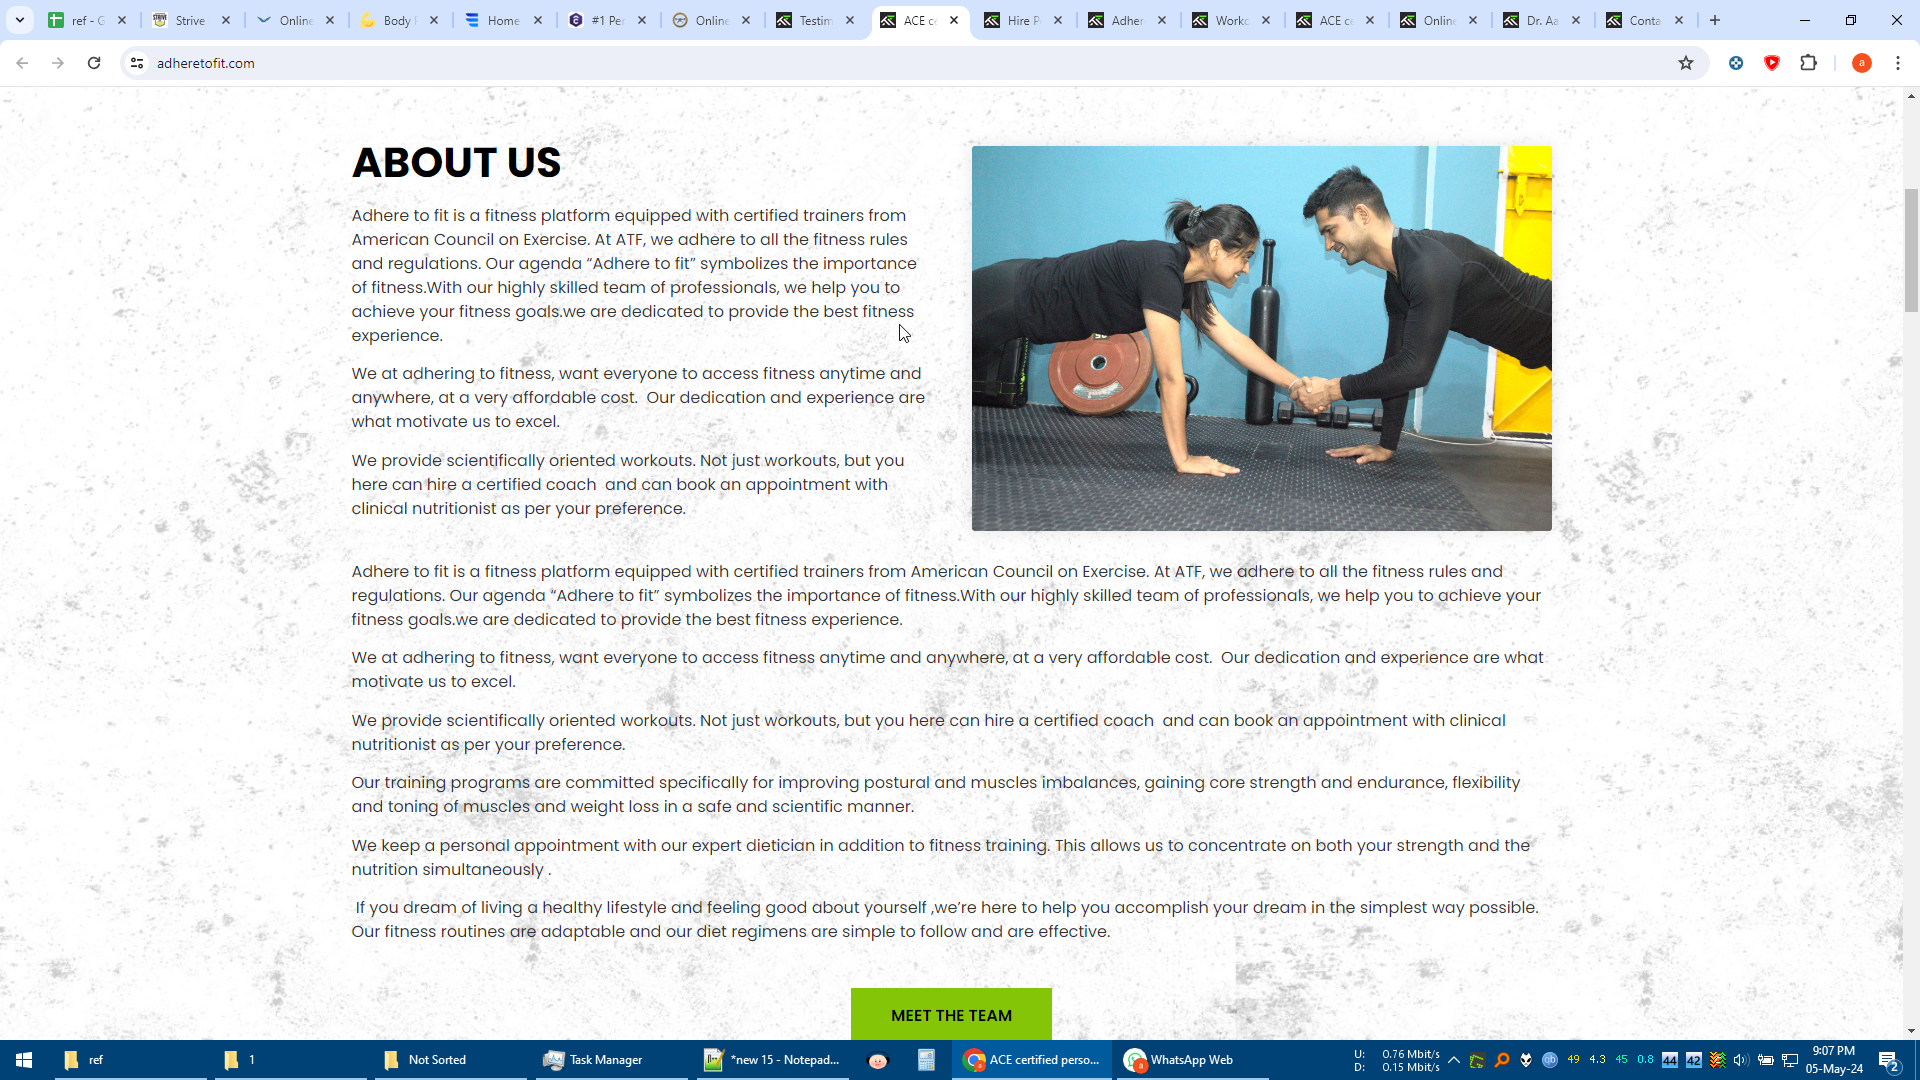 ref - G
Strive
Online
Body
Home
#1 Per
Online
Testim
ACE ce
Hire P
Adher
Workc
ACE ce
Online
Dr. Aa
Conta
adheretofit.com
a
ABOUT US
Adhere to fit is a fitness platform equipped with certified trainers from
American Council on Exercise. At ATF, we adhere to all the fitness rules
and regulations. Our agenda “Adhere to fit” symbolizes the importance
of fitness.With our highly skilled team of professionals, we help you to
achieve your fitness goals.we are dedicated to provide the best fitness
experience.
We at adhering to fitness, want everyone to access fitness anytime and
anywhere, at a very affordable cost.  Our dedication and experience are
what motivate us to excel.
We provide scientifically oriented workouts. Not just workouts, but you
here can hire a certified coach  and can book an appointment with
clinical nutritionist as per your preference.
Adhere to fit is a fitness platform equipped with certified trainers from American Council on Exercise. At ATF, we adhere to all the fitness rules and
regulations. Our agenda “Adhere to fit” symbolizes the importance of fitness.With our highly skilled team of professionals, we help you to achieve your
fitness goals.we are dedicated to provide the best fitness experience.
We at adhering to fitness, want everyone to access fitness anytime and anywhere, at a very affordable cost.  Our dedication and experience are what
motivate us to excel.
We provide scientifically oriented workouts. Not just workouts, but you here can hire a certified coach  and can book an appointment with clinical
nutritionist as per your preference.
Our training programs are committed specifically for improving postural and muscles imbalances, gaining core strength and endurance, flexibility
and toning of muscles and weight loss in a safe and scientific manner.
We keep a personal appointment with our expert dietician in addition to fitness training. This allows us to concentrate on both your strength and the
nutrition simultaneously .
If you dream of living a healthy lifestyle and feeling good about yourself ,we’re here to help you accomplish your dream in the simplest way possible.
Our fitness routines are adaptable and our diet regimens are simple to follow and are effective.
MEET THE TEAM
ref
1
Not Sorted
Task Manager
*new 15 - Notepad...
ACE certified perso...
WhatsApp Web
U: 0.76 Mbit/s
D: 0.15 Mbit/s
49 4.3 45 0.8 44 42
9:07 PM
05-May-24
2